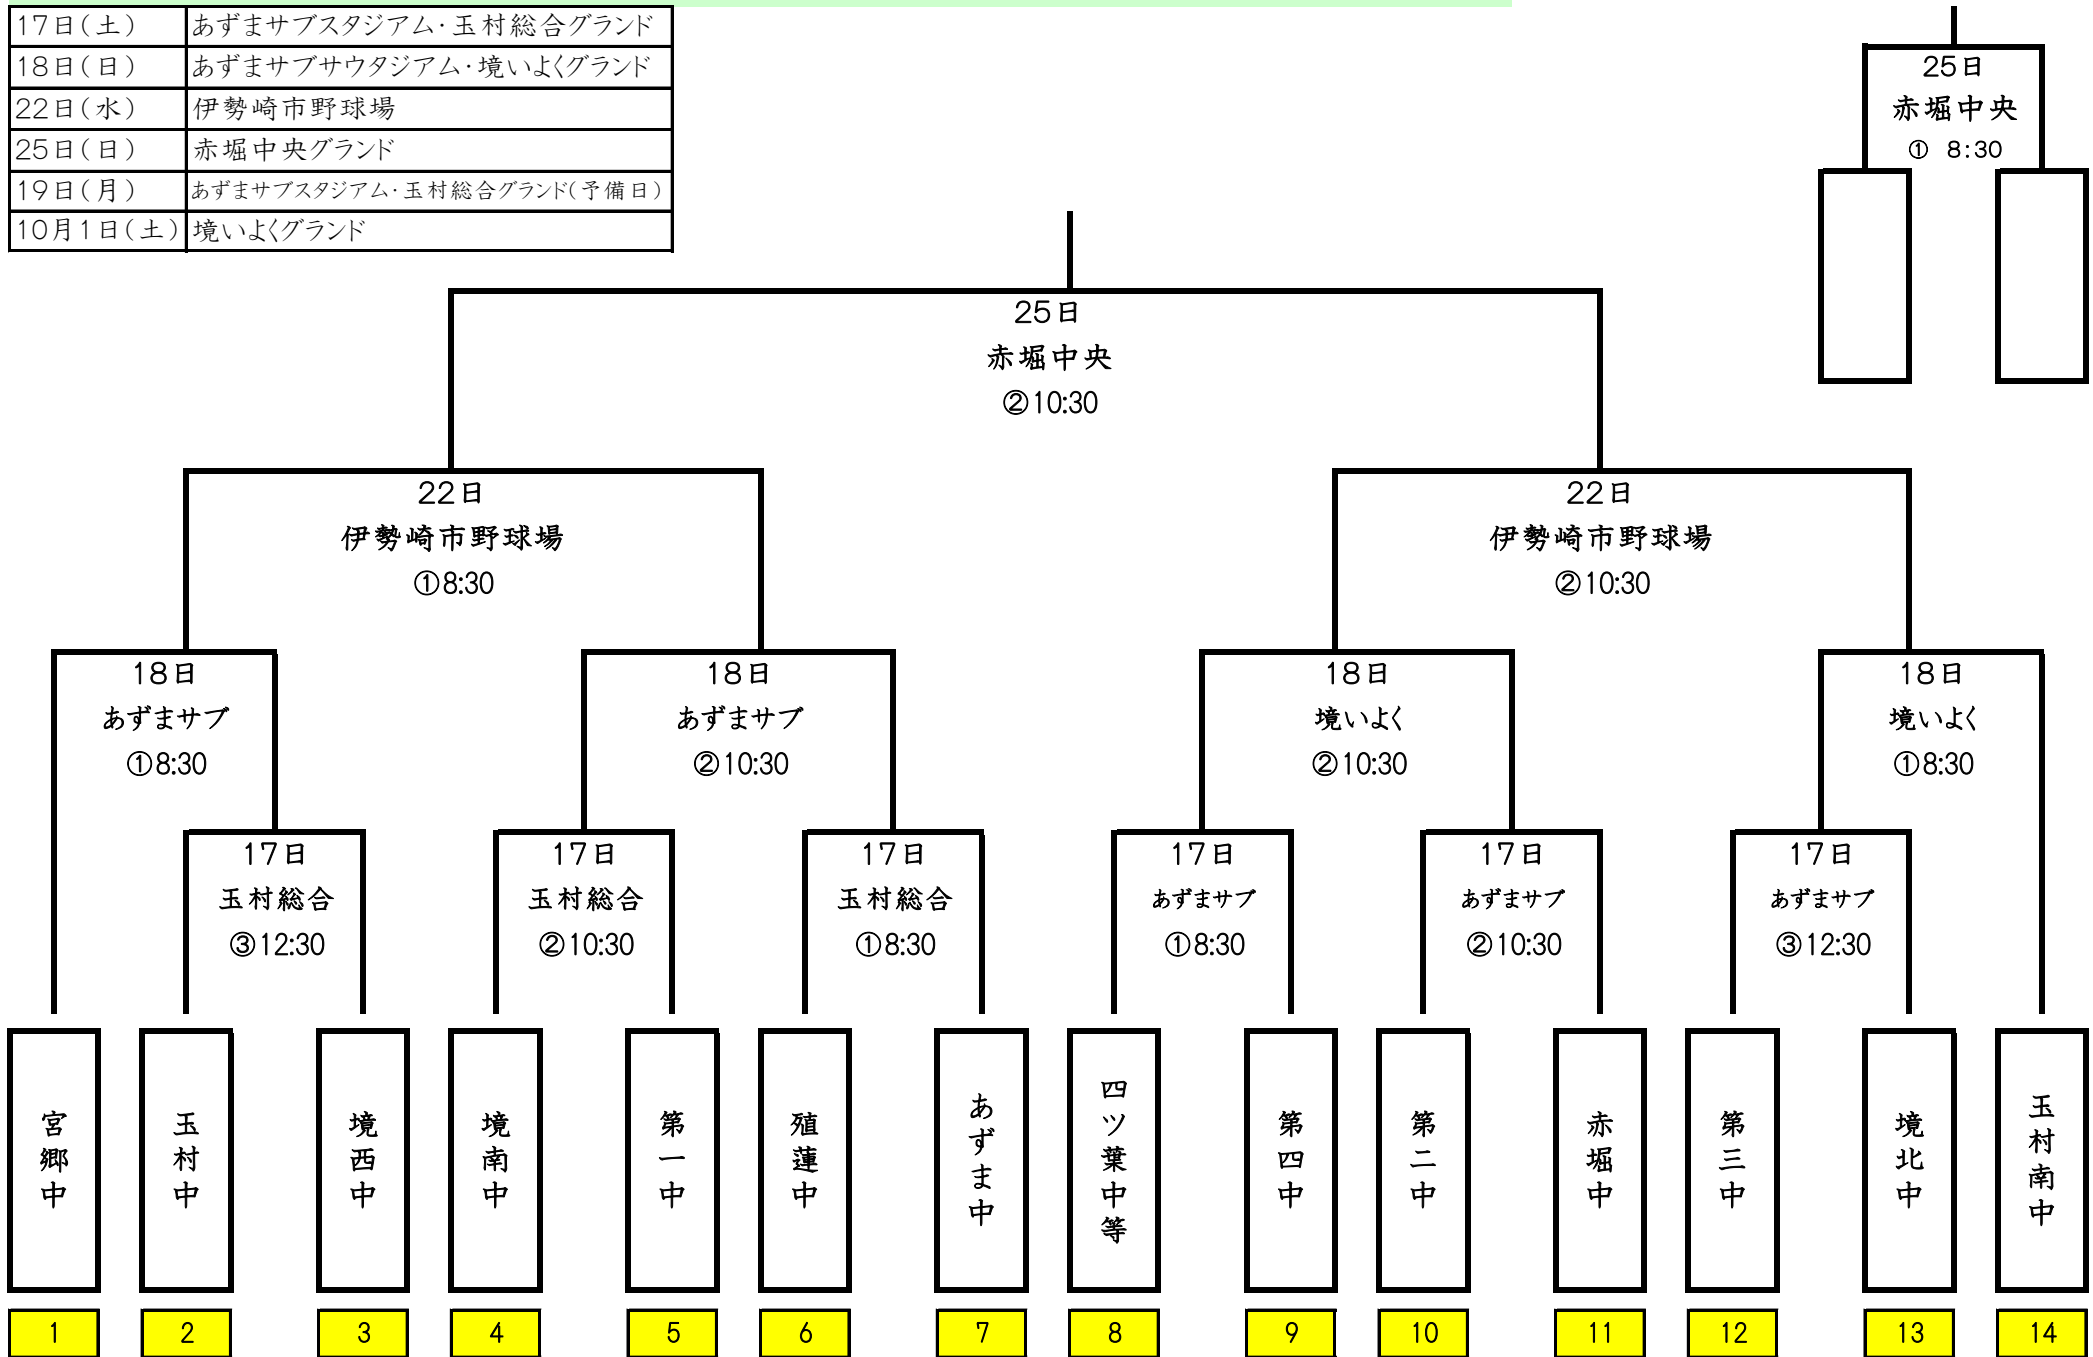 17日(土) あずまサブスタジアム・玉村総合グランド
18日(日) あずまサブサウタジアム・境いよくグランド
22日(水) 伊勢崎市野球場
25日(日) 赤堀中央グランド
19日(月) あずまサブスタジアム・玉村総合グランド(予備日)
10月1日(土) 境いよくグランド
25日
赤堀中央
① 8:30
25日
赤堀中央
②10:30
22日
伊勢崎市野球場
①8:30
22日
伊勢崎市野球場
②10:30
18日
あずまサブ
①8:30
18日
あずまサブ
②10:30
18日
境いよく
②10:30
18日
境いよく
①8:30
17日
玉村総合
③12:30
17日
玉村総合
②10:30
17日
玉村総合
①8:30
17日
あずまサブ
①8:30
17日
あずまサブ
②10:30
17日
あずまサブ
③12:30
宮郷中
玉村中
境西中
境南中
第一中
殖蓮中
あずま中
四ツ葉中等
第四中
第二中
赤堀中
第三中
境北中
玉村南中
1 2 3 4 5 6 7 8 9 10 11 12 13 14